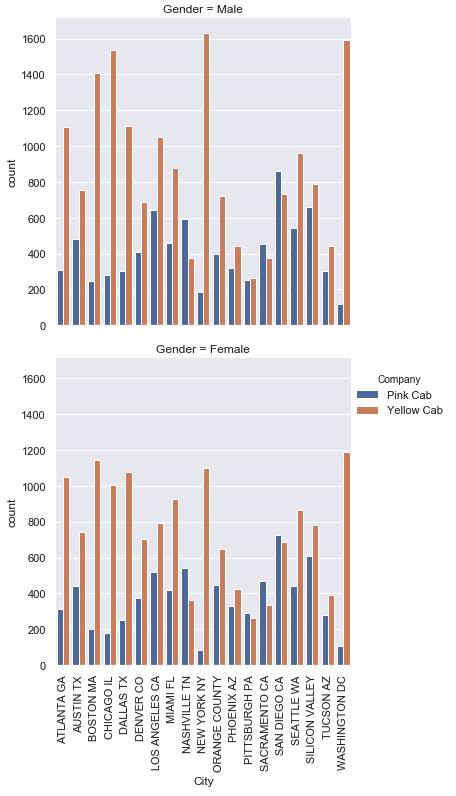 Gender = Male
1600
1400
1200
1000
800
600
400
200
0
count
Gender = Female
1600
1400
1200
1000
800
600
400
200
0
count
Company
Pink Cab
Yellow Cab
ATLANTA GA
AUSTIN TX
BOSTON MA
CHICAGO IL
DALLAS TX
DENVER CO
LOS ANGELES CA
MIAMI FL
NASHVILLE TN
NEW YORK NY
ORANGE COUNTY
PHOENIX AZ
PITTSBURGH PA
SACRAMENTO CA
SAN DIEGO CA
SEATTLE WA
SILICON VALLEY
TUCSON AZ
WASHINGTON DC
City